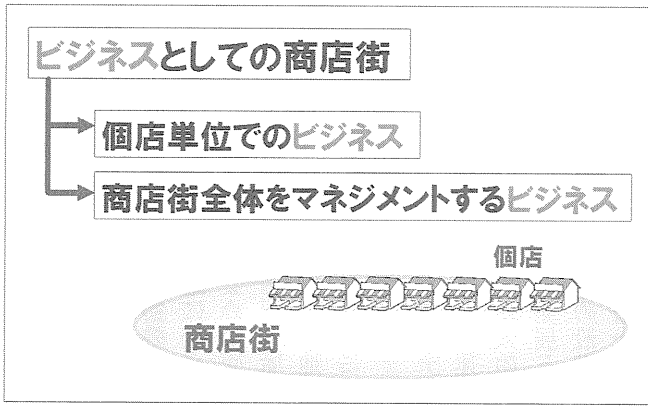 ビジネスとしての商店街
個店単位でのビジネス
商店街全体をマネジメントするビジネス
個店
商店街